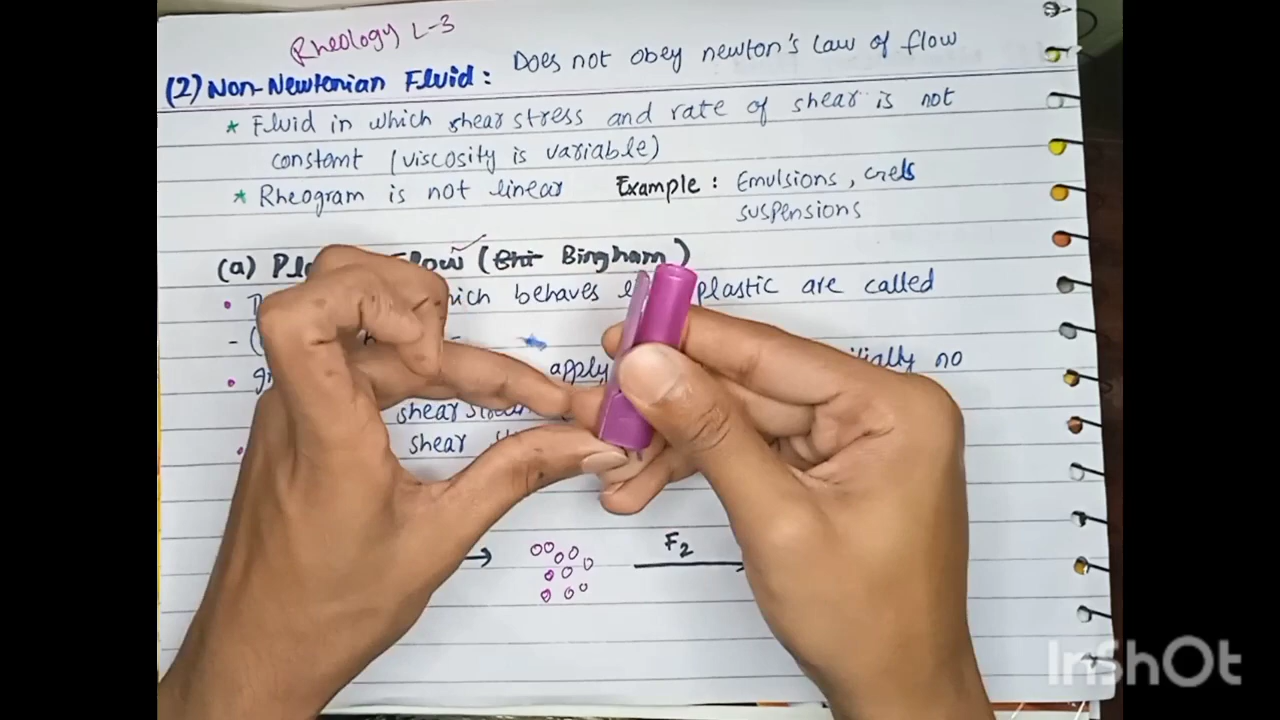 Rheology L-3
(2) Non-Newtonian Fluid: Does not obey newton's Law of flow
* Fluid in which shear stress and rate of shear is not
constant (viscosity is variable)
* Rheogram is not linear Example: Emulsions, Gels
suspensions
(a) Flow (Bingham)
which behaves plastic are called
apply initially no
shear
shear
→ F2
InShOt